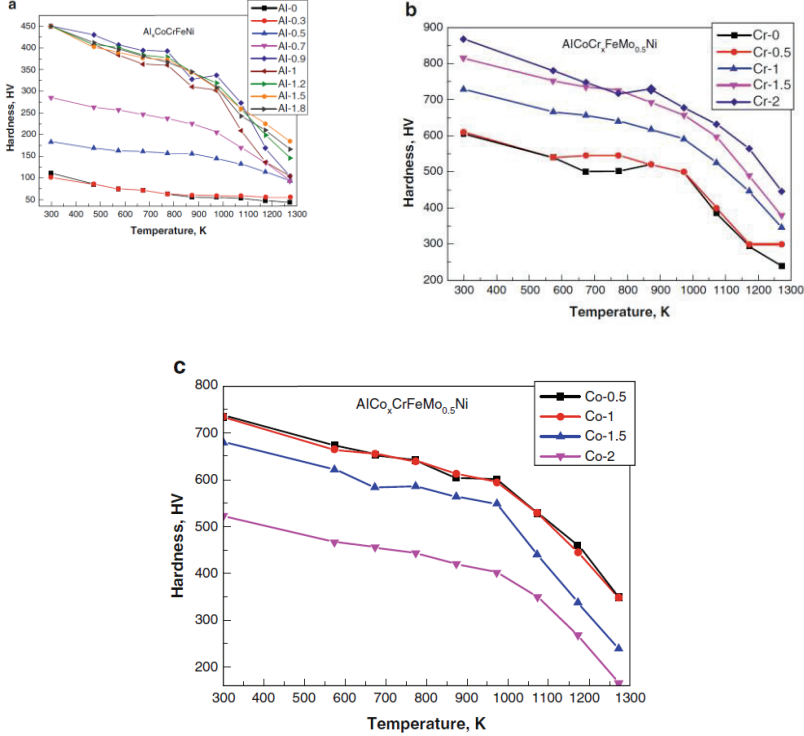 a
AlxCoCrFeNi
Al-0
Al-0.3
Al-0.5
Al-0.7
Al-0.9
Al-1
Al-1.2
Al-1.5
Al-1.8
Hardness, HV
450
400
350
300
250
200
150
100
50
300 400 500 600 700 800 900 1000 1100 1200 1300
Temperature, K
b
AlCoCrxFeMo0.5Ni
Cr-0
Cr-0.5
Cr-1
Cr-1.5
Cr-2
Hardness, HV
900
800
700
600
500
400
300
200
300 400 500 600 700 800 900 1000 1100 1200 1300
Temperature, K
c
AlCoxCrFeMo0.5Ni
Co-0.5
Co-1
Co-1.5
Co-2
Hardness, HV
800
700
600
500
400
300
200
300 400 500 600 700 800 900 1000 1100 1200 1300
Temperature, K